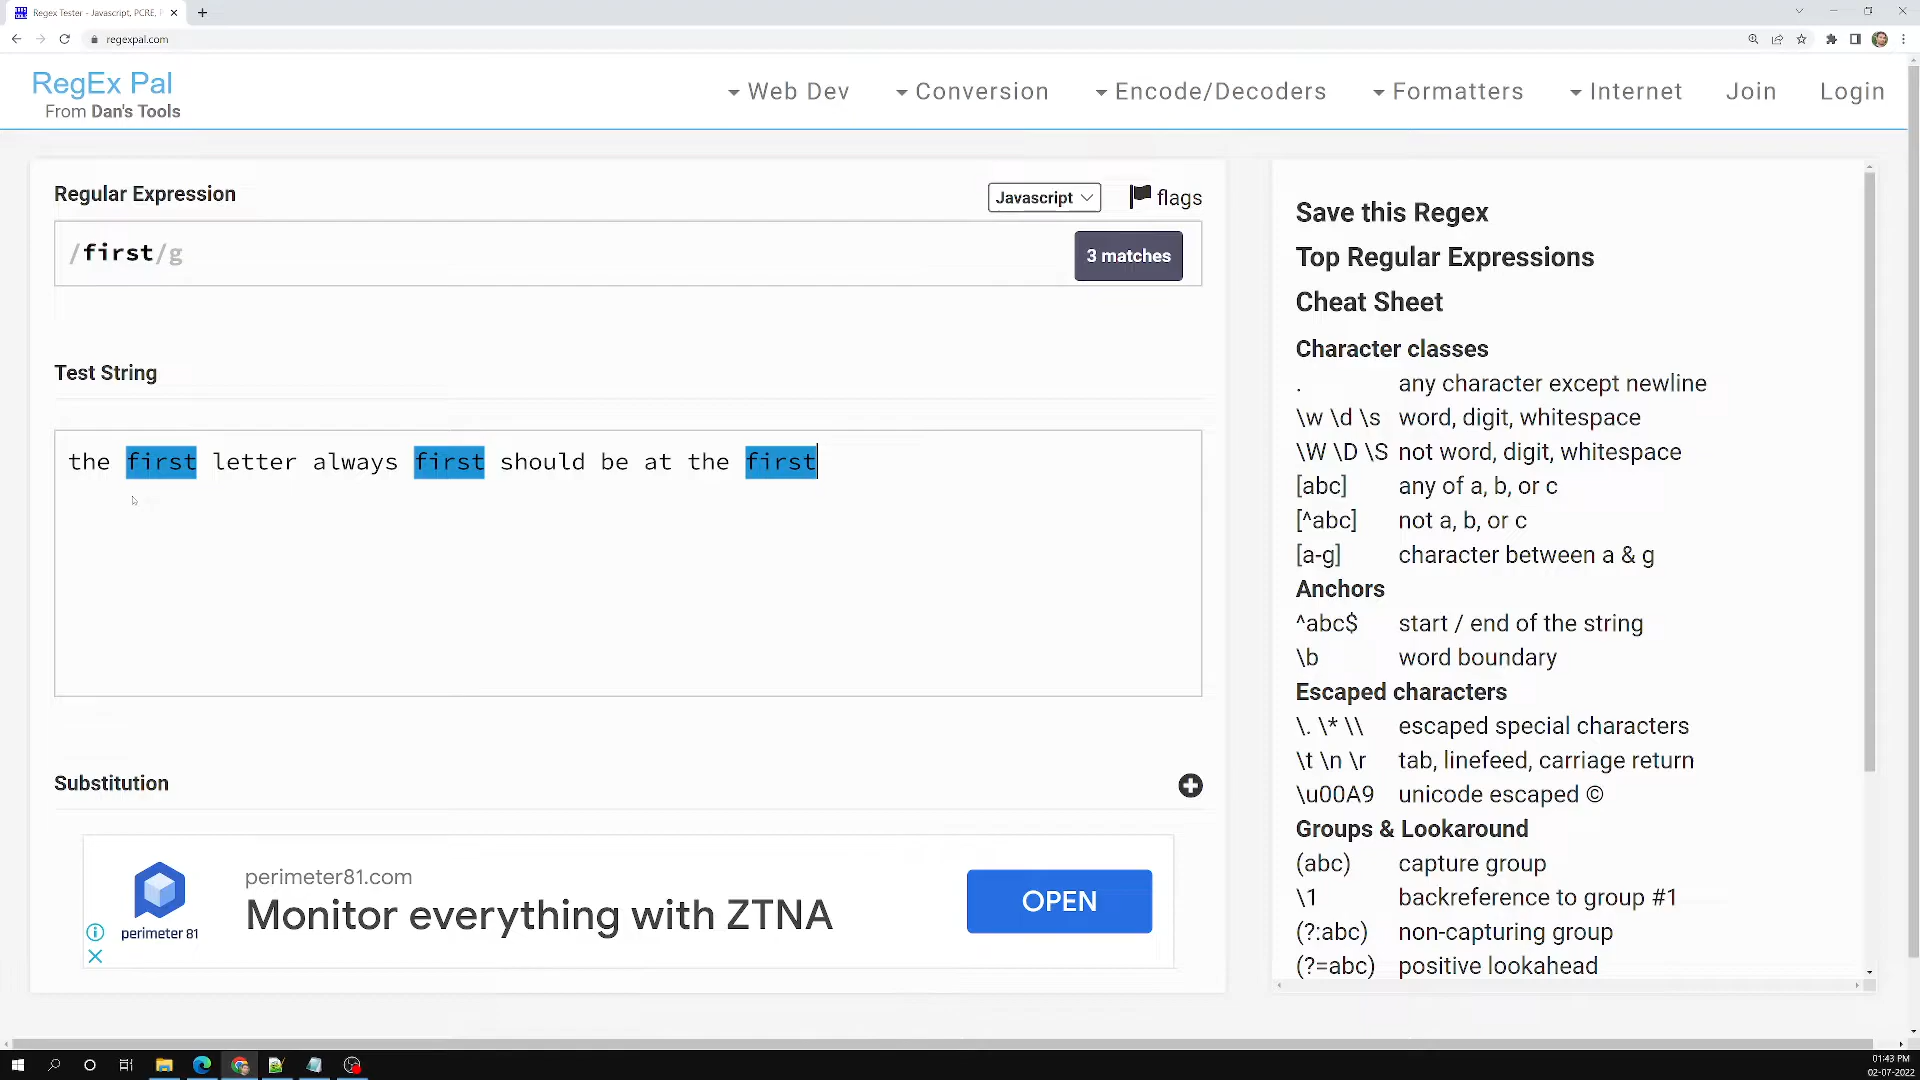 Regex Tester - Javascript, PCRE, P
regexpal.com
RegEx Pal
From Dan's Tools
Web Dev
Conversion
Encode/Decoders
Formatters
Internet
Join
Login
Regular Expression
Javascript
flags
/first/g
3 matches
Test String
the first letter always first should be at the first
Substitution
perimeter 81
perimeter81.com
Monitor everything with ZTNA
OPEN
Save this Regex
Top Regular Expressions
Cheat Sheet
Character classes
. any character except newline
\w \d \s word, digit, whitespace
\W \D \S not word, digit, whitespace
[abc] any of a, b, or c
[^abc] not a, b, or c
[a-g] character between a & g
Anchors
^abc$ start / end of the string
\b word boundary
Escaped characters
\. \* \\ escaped special characters
\t \n \r tab, linefeed, carriage return
\u00A9 unicode escaped ©
Groups & Lookaround
(abc) capture group
\1 backreference to group #1
(?:abc) non-capturing group
(?=abc) positive lookahead
01:43 PM
02-07-2022